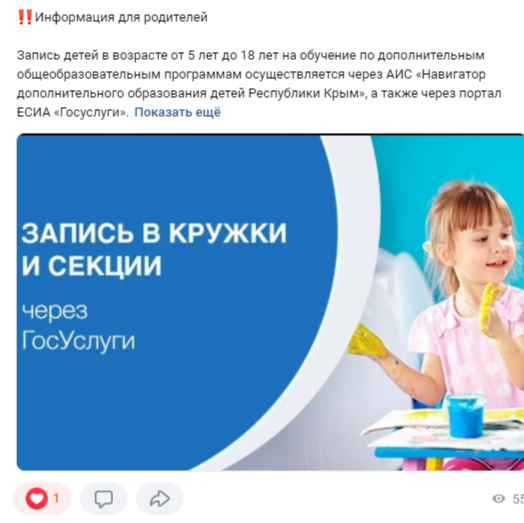 ‼️Информация для родителей
Запись детей в возрасте от 5 лет до 18 лет на обучение по дополнительным
общеобразовательным программам осуществляется через АИС «Навигатор
дополнительного образования детей Республики Крым», а также через портал
ЕСИА «Госуслуги». Показать ещё
ЗАПИСЬ В КРУЖКИ
И СЕКЦИИ
через
ГосУслуги
1
55